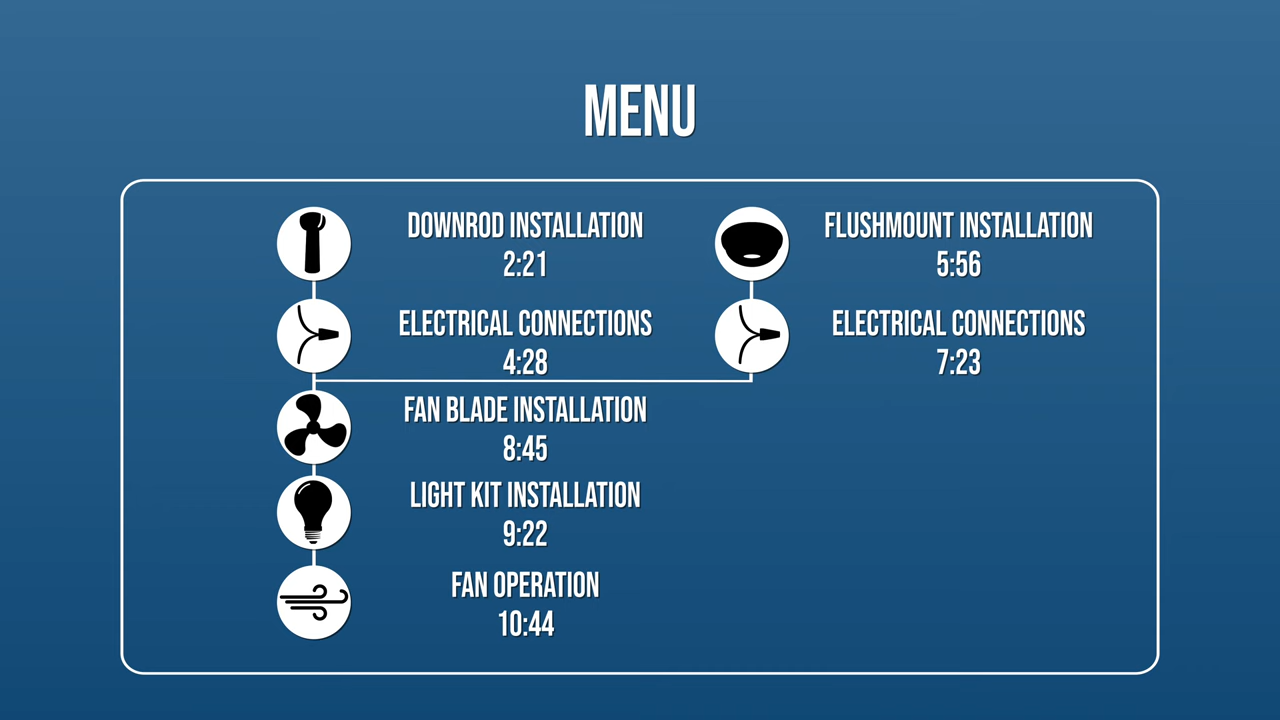 MENU
DOWNROD INSTALLATION
2:21
ELECTRICAL CONNECTIONS
4:28
FAN BLADE INSTALLATION
8:45
LIGHT KIT INSTALLATION
9:22
FAN OPERATION
10:44
FLUSHMOUNT INSTALLATION
5:56
ELECTRICAL CONNECTIONS
7:23